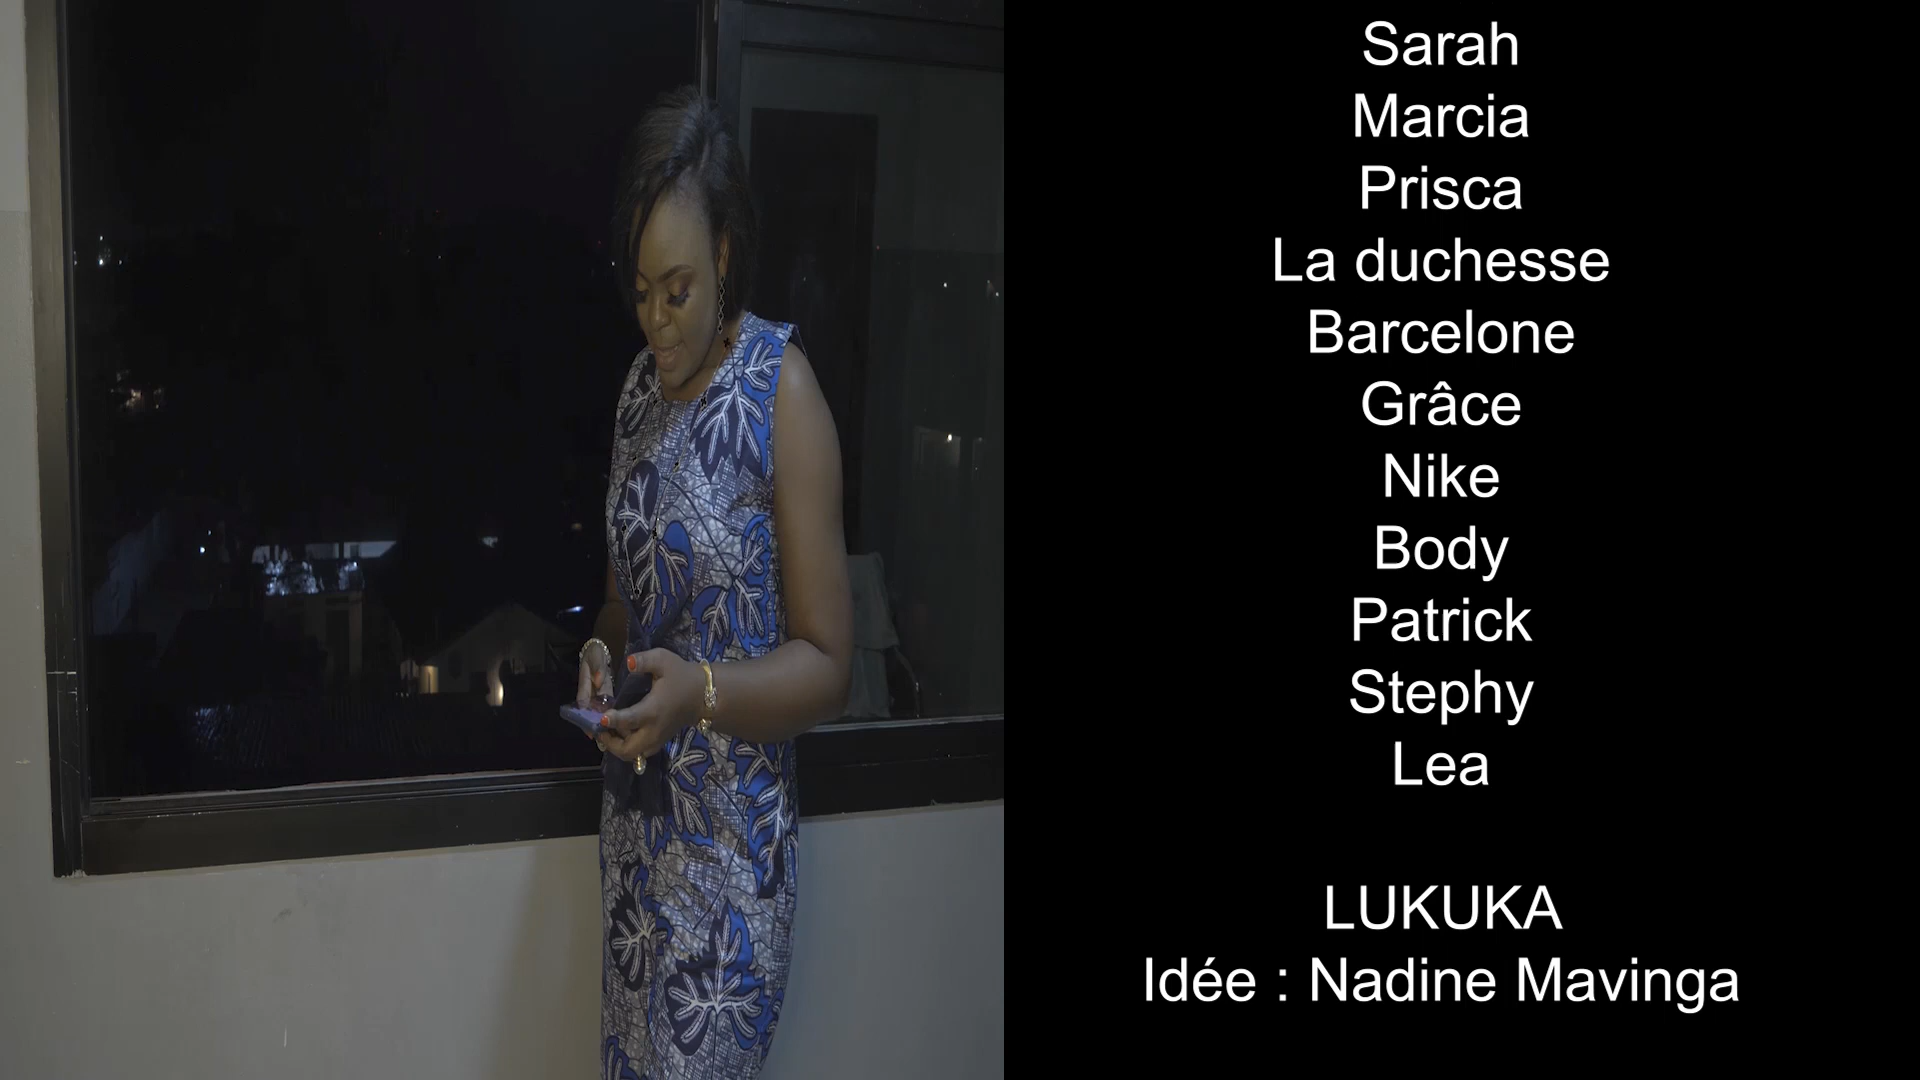 Sarah
Marcia
Prisca
La duchesse
Barcelone
Grâce
Nike
Body
Patrick
Stephy
Lea
LUKUKA
Idée : Nadine Mavinga